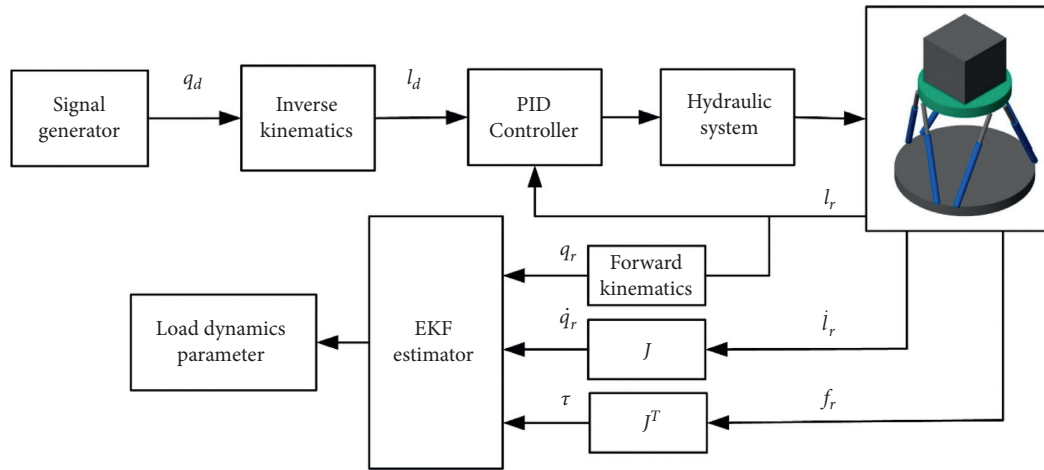 q_d
l_d
Signal
generator
Inverse
kinematics
PID
Controller
Hydraulic
system
l_r
q_r
Forward
kinematics
Load dynamics
parameter
EKF
estimator
q̇_r
J
l̇_r
τ
J^T
f_r